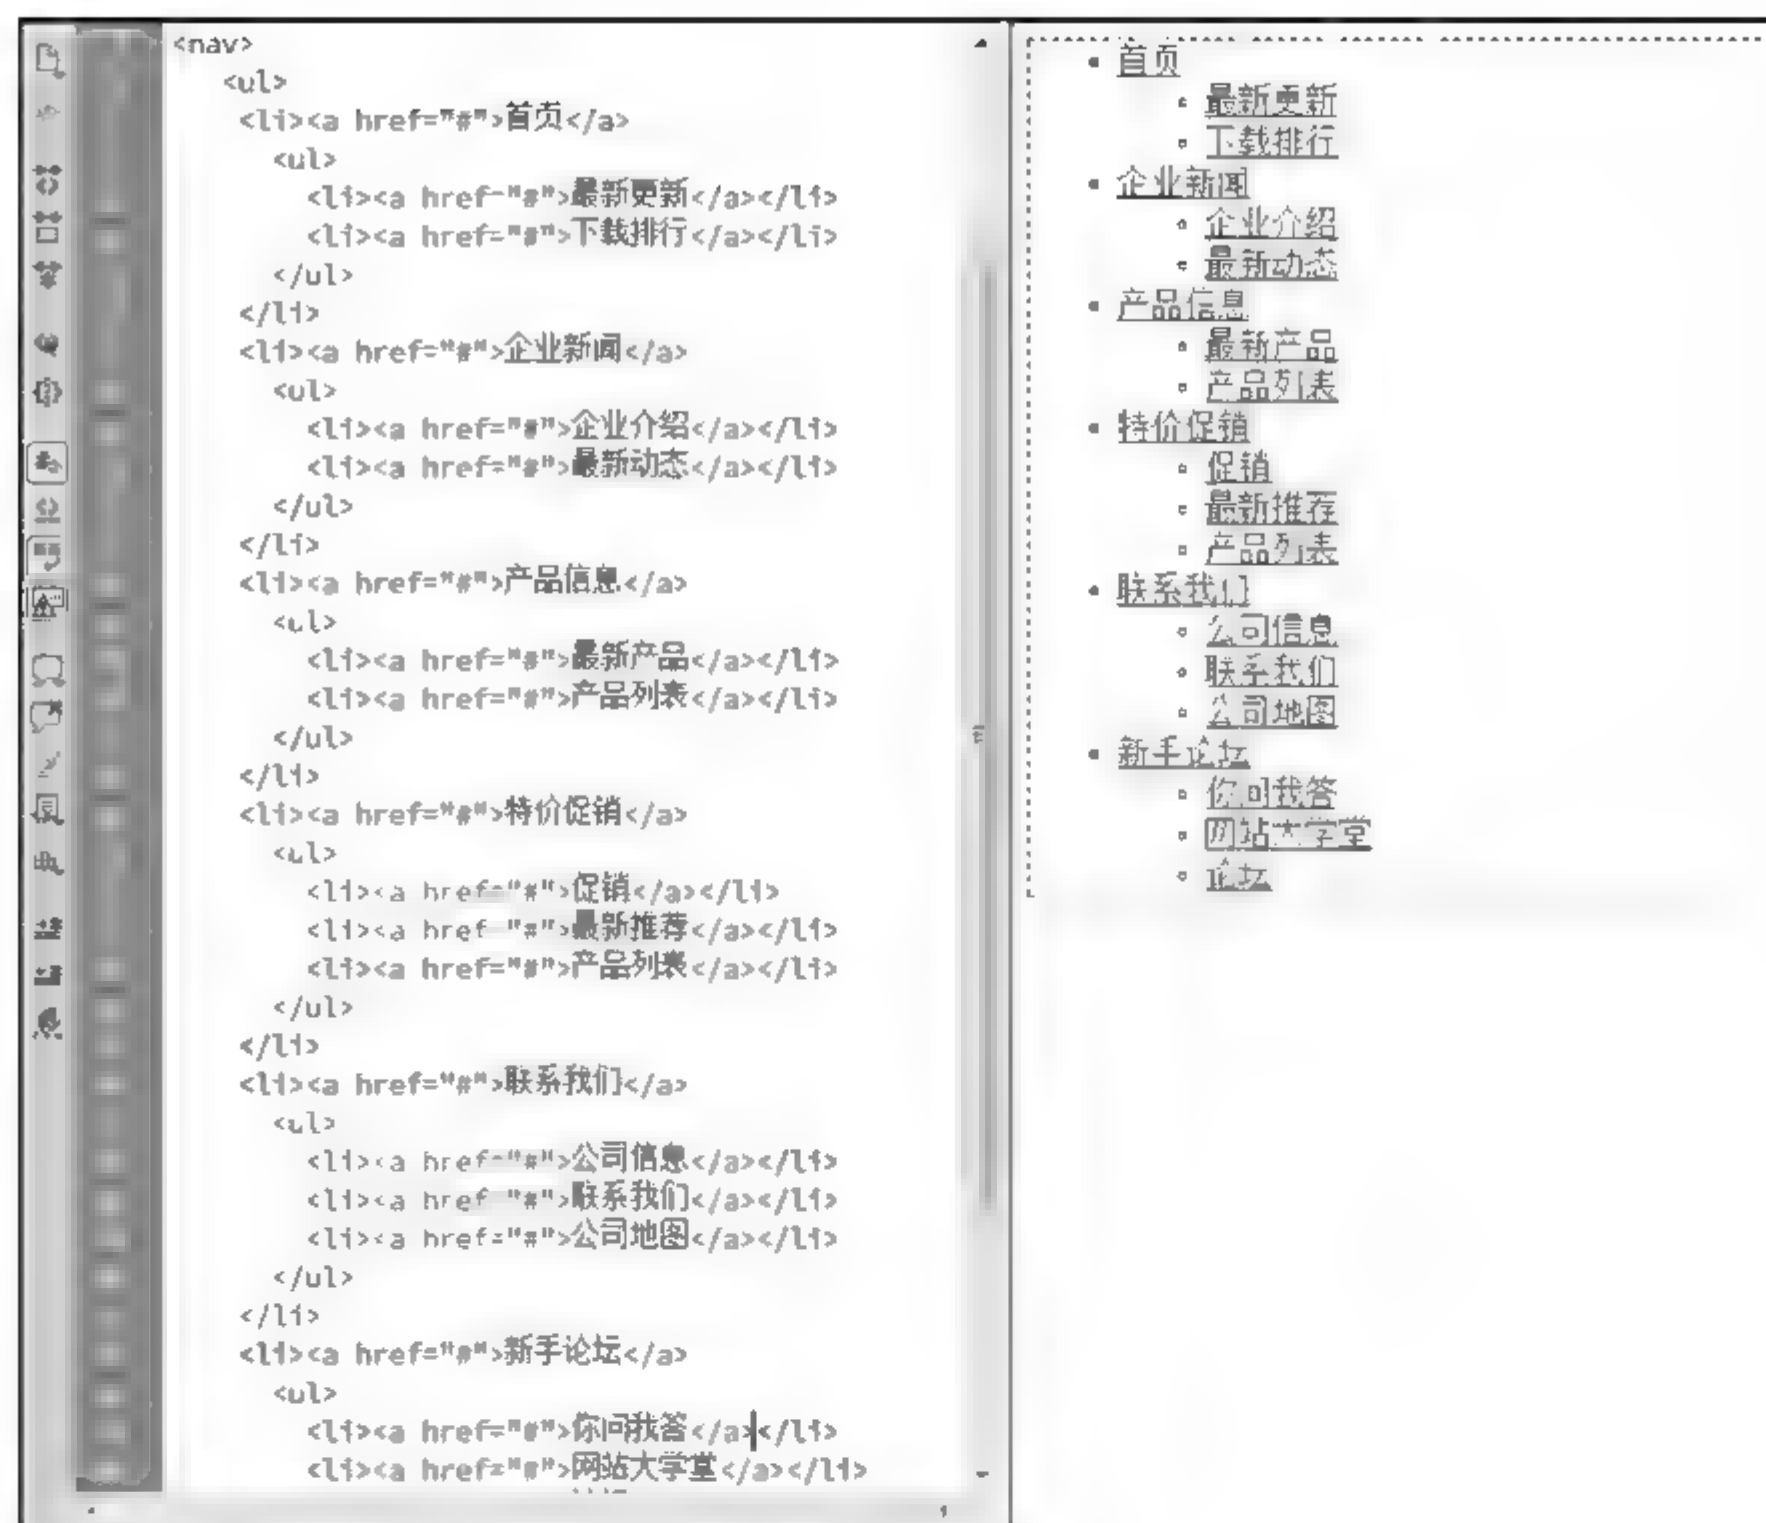 <nav>
<ul>
<li><a href="#">首页</a>
<ul>
<li><a href="#">最新更新</a></li>
<li><a href="#">下载排行</a></li>
</ul>
</li>
<li><a href="#">企业新闻</a>
<ul>
<li><a href="#">企业介绍</a></li>
<li><a href="#">最新动态</a></li>
</ul>
</li>
<li><a href="#">产品信息</a>
<ul>
<li><a href="#">最新产品</a></li>
<li><a href="#">产品列表</a></li>
</ul>
</li>
<li><a href="#">特价促销</a>
<ul>
<li><a href="#">促销</a></li>
<li><a href="#">最新推荐</a></li>
<li><a href="#">产品列表</a></li>
</ul>
</li>
<li><a href="#">联系我们</a>
<ul>
<li><a href="#">公司信息</a></li>
<li><a href="#">联系我们</a></li>
<li><a href="#">公司地图</a></li>
</ul>
</li>
<li><a href="#">新手论坛</a>
<ul>
<li><a href="#">你问我答</a></li>
<li><a href="#">网站大学堂</a></li>
首页
最新更新
下载排行
企业新闻
企业介绍
最新动态
产品信息
最新产品
产品列表
特价促销
促销
最新推荐
产品列表
联系我们
公司信息
联系我们
公司地图
新手论坛
你问我答
网站大学堂
论坛